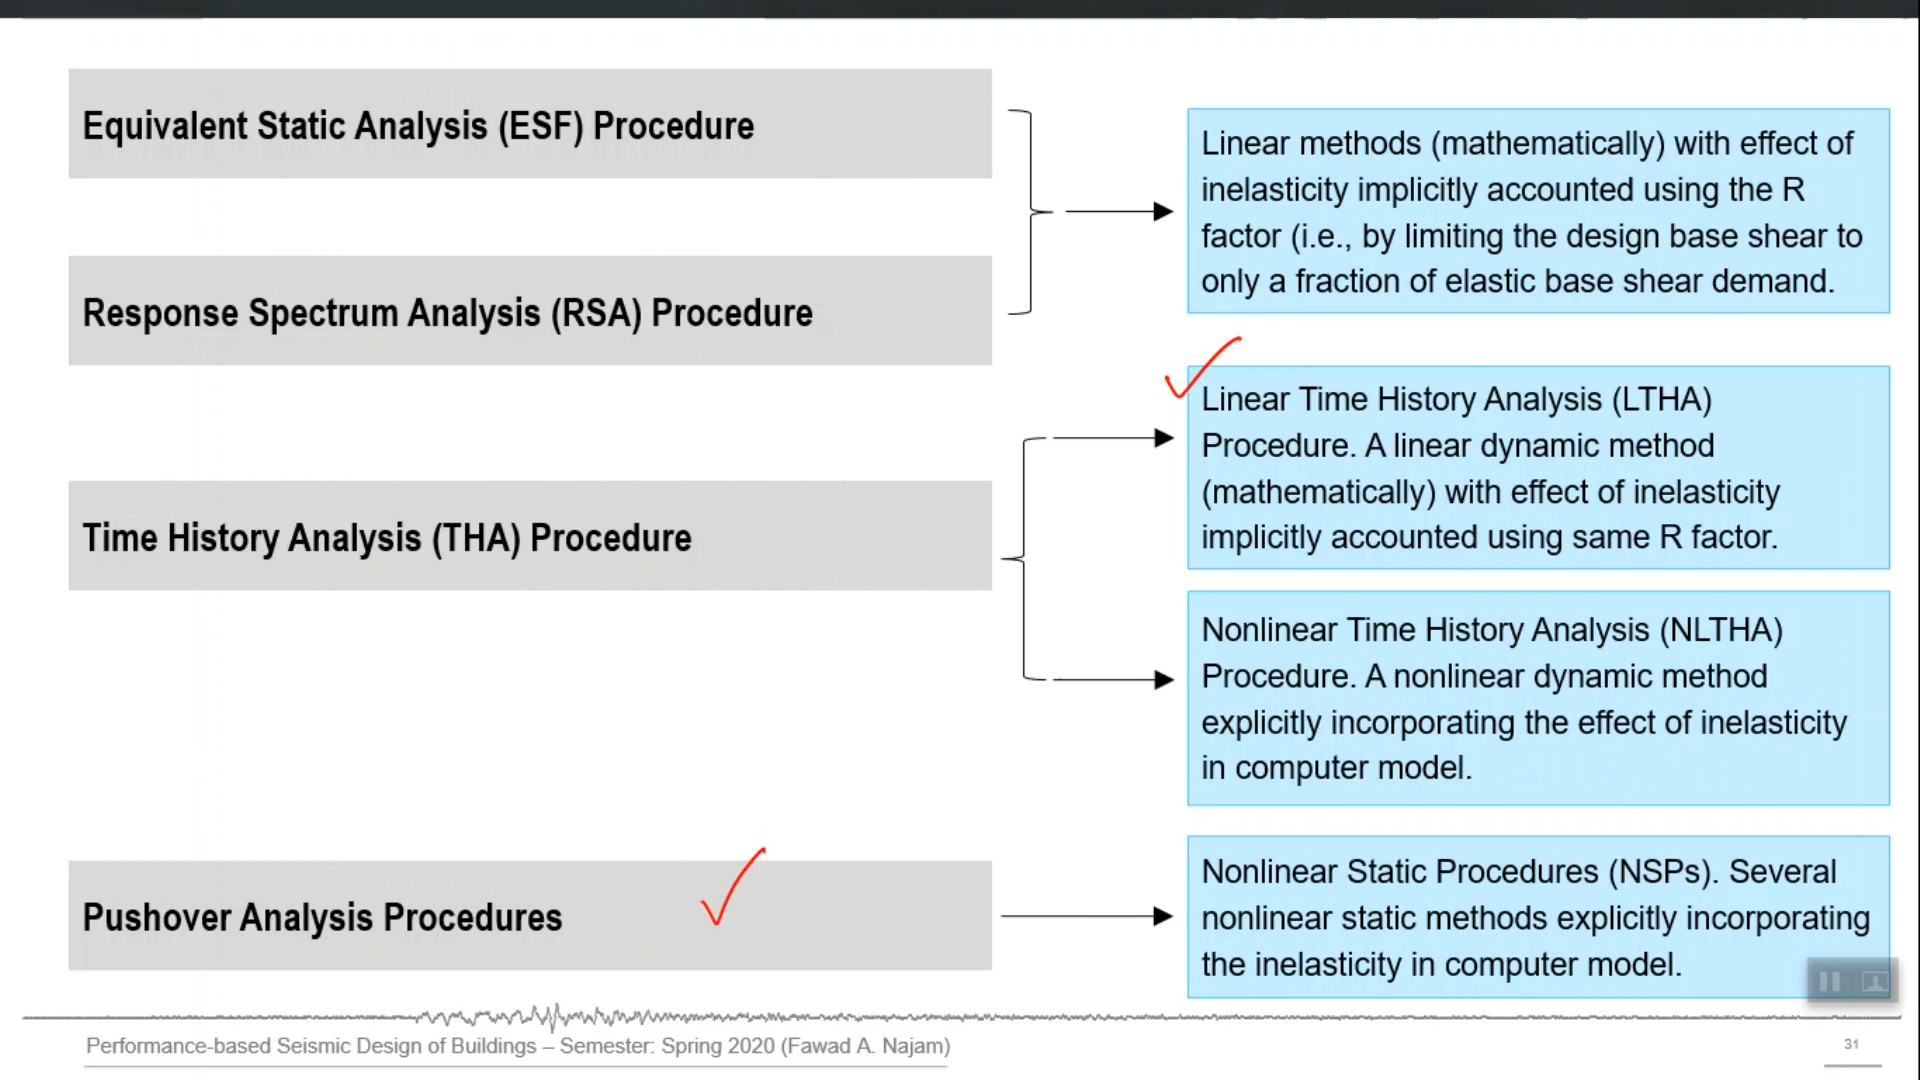 Equivalent Static Analysis (ESF) Procedure
Linear methods (mathematically) with effect of
inelasticity implicitly accounted using the R
factor (i.e., by limiting the design base shear to
only a fraction of elastic base shear demand.
Response Spectrum Analysis (RSA) Procedure
Time History Analysis (THA) Procedure
Linear Time History Analysis (LTHA)
Procedure. A linear dynamic method
(mathematically) with effect of inelasticity
implicitly accounted using same R factor.
Nonlinear Time History Analysis (NLTHA)
Procedure. A nonlinear dynamic method
explicitly incorporating the effect of inelasticity
in computer model.
Pushover Analysis Procedures
Nonlinear Static Procedures (NSPs). Several
nonlinear static methods explicitly incorporating
the inelasticity in computer model.
Performance-based Seismic Design of Buildings – Semester: Spring 2020 (Fawad A. Najam)
31